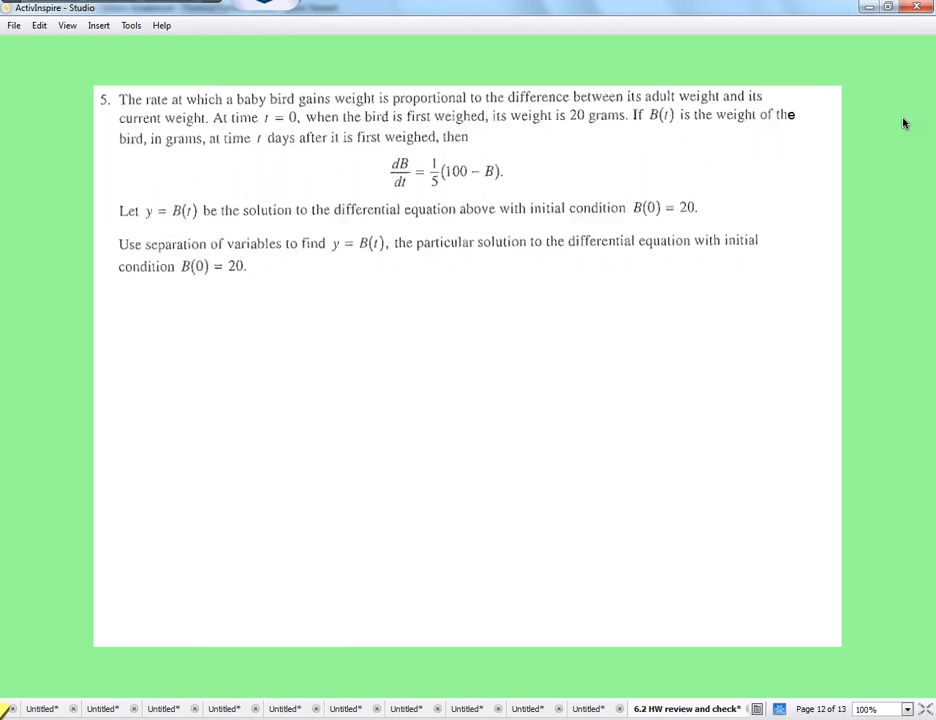 ActivInspire - Studio
File Edit View Insert Tools Help
5. The rate at which a baby bird gains weight is proportional to the difference between its adult weight and its
current weight. At time t = 0, when the bird is first weighed, its weight is 20 grams. If B(t) is the weight of the
bird, in grams, at time t days after it is first weighed, then
dB/dt = 1/5(100 − B).
Let y = B(t) be the solution to the differential equation above with initial condition B(0) = 20.
Use separation of variables to find y = B(t), the particular solution to the differential equation with initial
condition B(0) = 20.
Untitled* Untitled* Untitled* Untitled* Untitled* Untitled* Untitled* Untitled* Untitled* Untitled* 6.2 HW review and check* Page 12 of 13 100%